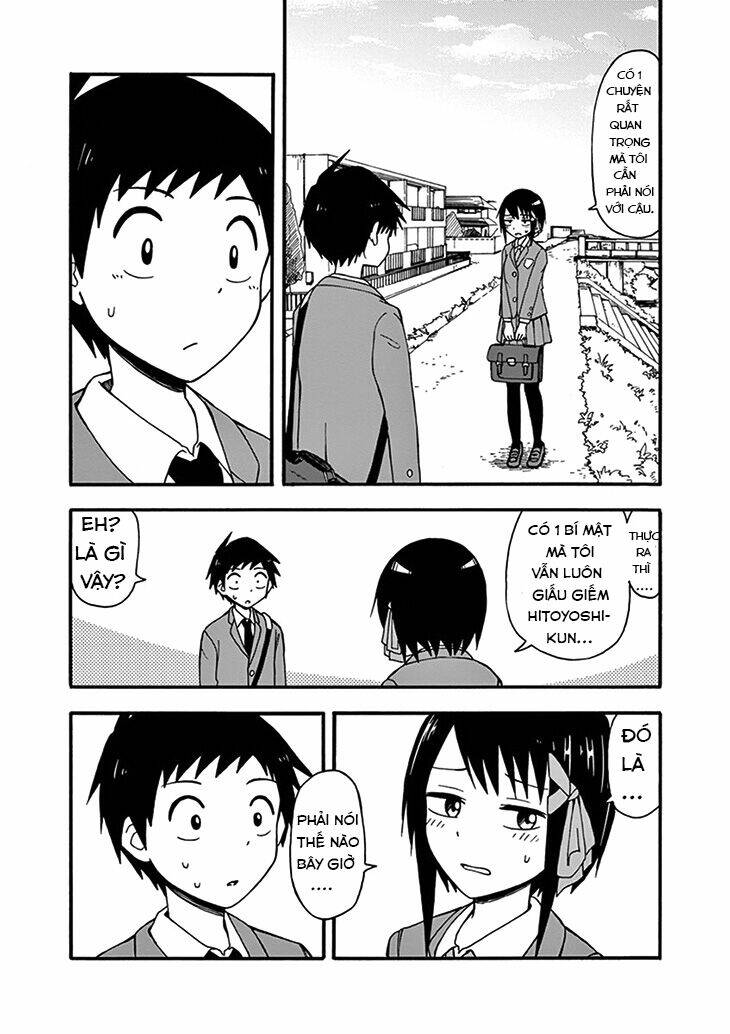 CÓ 1
CHUYỆN
RẤT
QUAN
TRỌNG
MÀ TÔI
CẦN
PHẢI NÓI
VỚI CẬU.
THỰC
RA
THÌ
....
CÓ 1 BÍ MẬT
MÀ TÔI
VẪN LUÔN
GIẤU GIẾM
HITOYOSHI-
KUN...
EH?
LÀ GÌ
VẬY?
ĐÓ
LÀ
...
PHẢI NÓI
THẾ NÀO
BÂY GIỜ
....